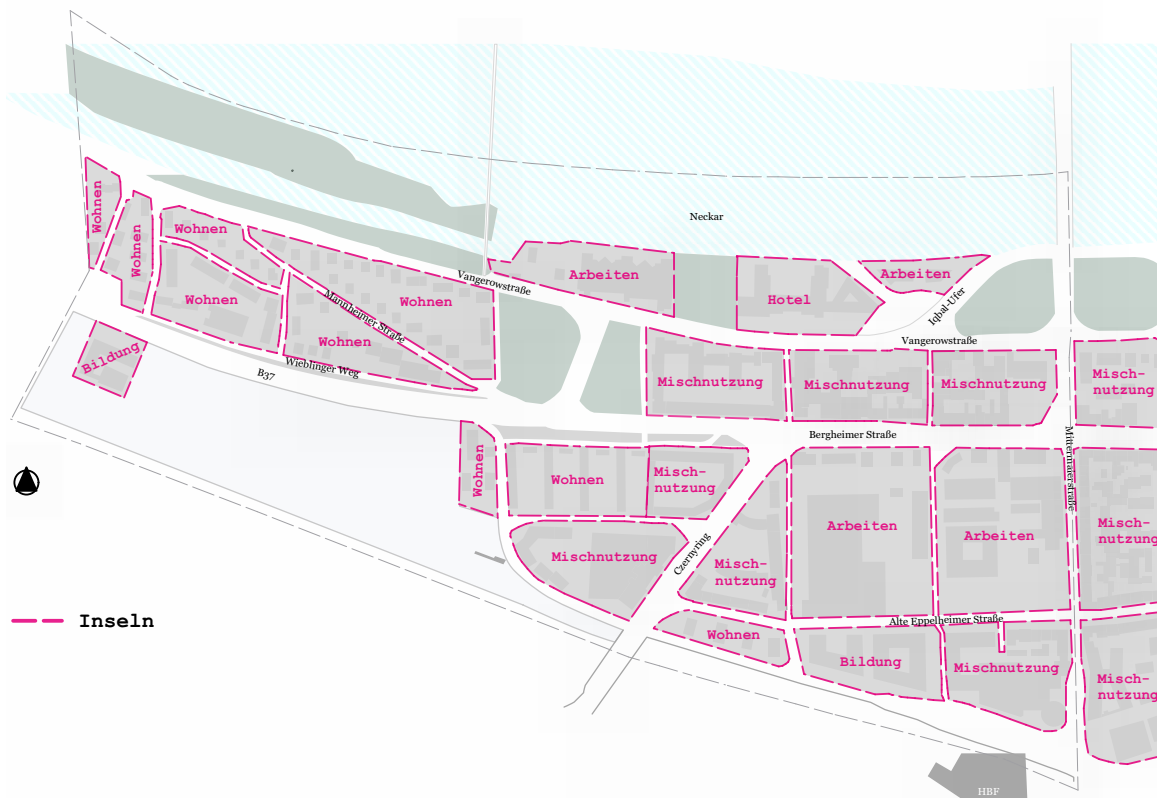 Neckar
Wohnen
Wohnen
Wohnen
Wohnen
Wohnen
Wohnen
Mannheimer Straße
Vangerowstraße
Arbeiten
Hotel
Arbeiten
Iqbal-Ufer
Vangerowstraße
Bildung
Wieblinger Weg
B37
Mischnutzung
Mischnutzung
Mischnutzung
Misch-
nutzung
Bergheimer Straße
Mittermaierstraße
Wohnen
Wohnen
Misch-
nutzung
Arbeiten
Arbeiten
Misch-
nutzung
Mischnutzung
Czernyring
Misch-
nutzung
Inseln
Wohnen
Alte Eppelheimer Straße
Bildung
Mischnutzung
Misch-
nutzung
HBF